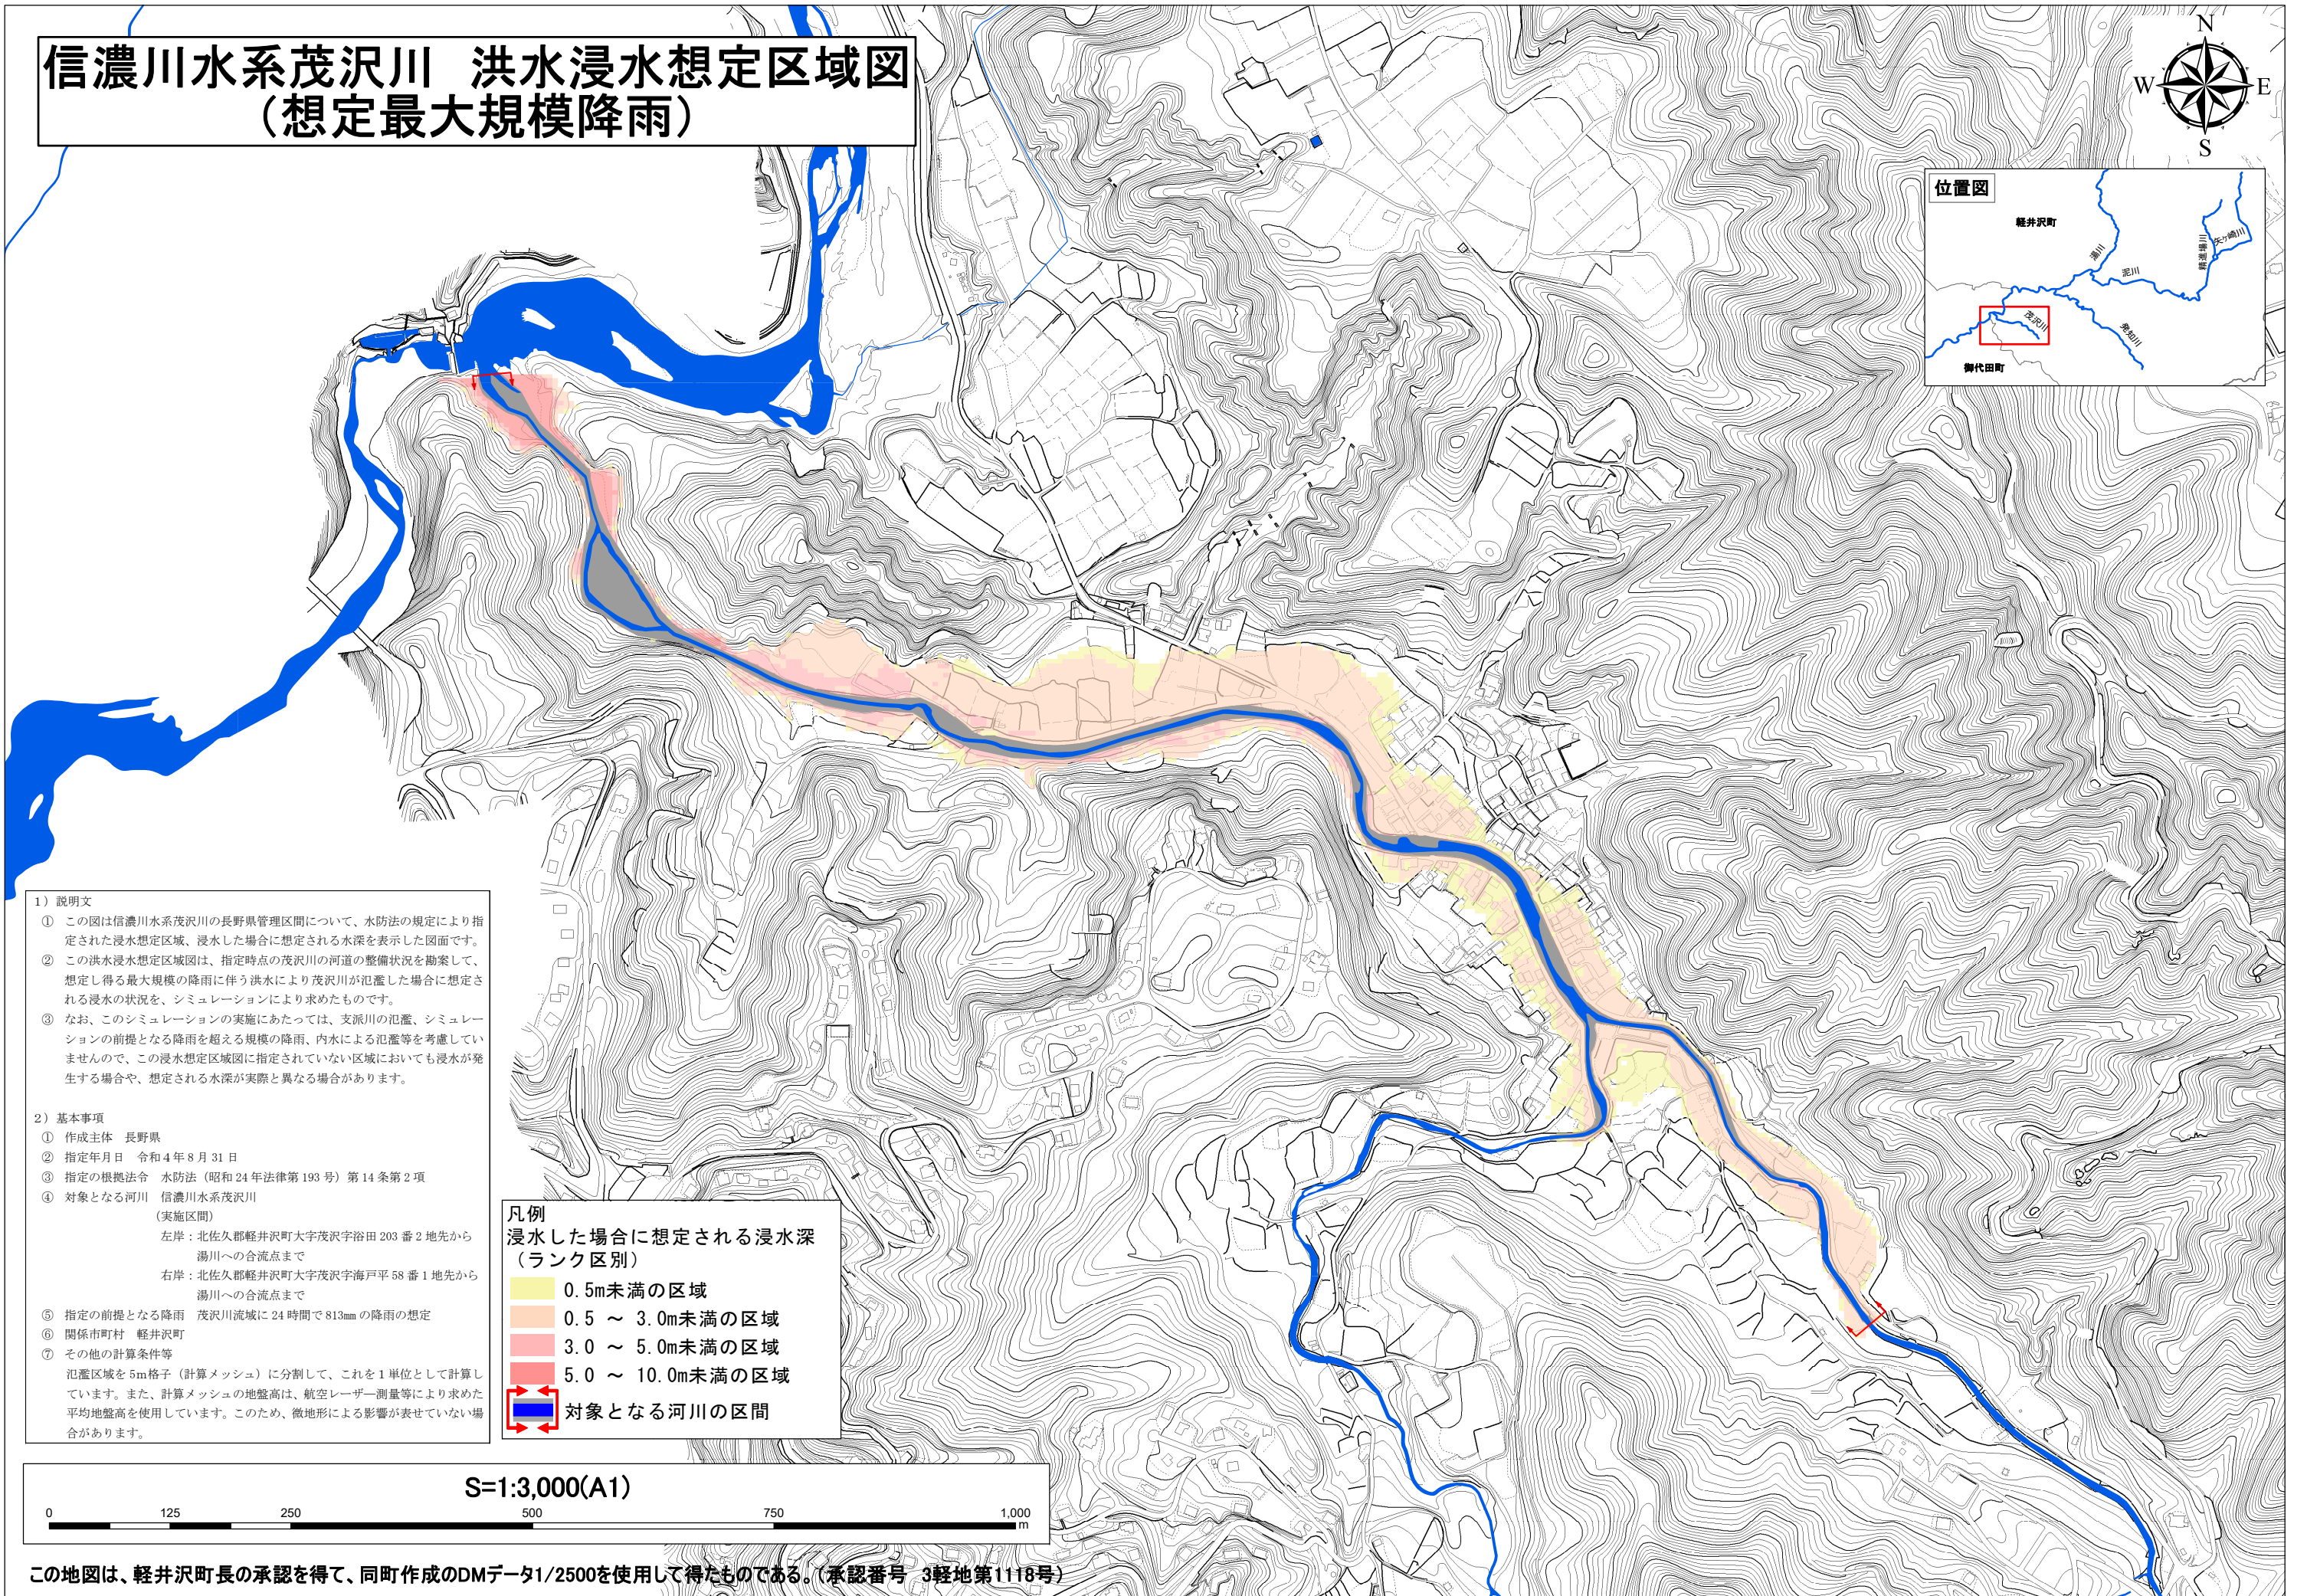 信濃川水系茂沢川　洪水浸水想定区域図
（想定最大規模降雨）
N
W
E
S
位置図
軽井沢町
湯川
泥川
精進場川
矢ケ崎川
茂沢川
発知川
御代田町
1）説明文
①　この図は信濃川水系茂沢川の長野県管理区間について、水防法の規定により指
定された浸水想定区域、浸水した場合に想定される水深を表示した図面です。
②　この洪水浸水想定区域図は、指定時点の茂沢川の河道の整備状況を勘案して、
想定し得る最大規模の降雨に伴う洪水により茂沢川が氾濫した場合に想定さ
れる浸水の状況を、シミュレーションにより求めたものです。
③　なお、このシミュレーションの実施にあたっては、支派川の氾濫、シミュレー
ションの前提となる降雨を超える規模の降雨、内水による氾濫等を考慮してい
ませんので、この浸水想定区域図に指定されていない区域においても浸水が発
生する場合や、想定される水深が実際と異なる場合があります。
2）基本事項
①　作成主体　長野県
②　指定年月日　令和4年8月31日
③　指定の根拠法令　水防法（昭和24年法律第193号）第14条第2項
④　対象となる河川　信濃川水系茂沢川
（実施区間）
左岸：北佐久郡軽井沢町大字茂沢字浴田203番2地先から
湯川への合流点まで
右岸：北佐久郡軽井沢町大字茂沢字海戸平58番1地先から
湯川への合流点まで
⑤　指定の前提となる降雨　茂沢川流域に24時間で813mmの降雨の想定
⑥　関係市町村　軽井沢町
⑦　その他の計算条件等
氾濫区域を5m格子（計算メッシュ）に分割して、これを1単位として計算し
ています。また、計算メッシュの地盤高は、航空レーザー測量等により求めた
平均地盤高を使用しています。このため、微地形による影響が表せていない場
合があります。
凡例
浸水した場合に想定される浸水深
（ランク区別）
0.5m未満の区域
0.5 ～ 3.0m未満の区域
3.0 ～ 5.0m未満の区域
5.0 ～ 10.0m未満の区域
対象となる河川の区間
S=1:3,000(A1)
0 125 250 500 750 1,000
m
この地図は、軽井沢町長の承認を得て、同町作成のDMデータ1/2500を使用して得たものである。（承認番号　3軽地第1118号）